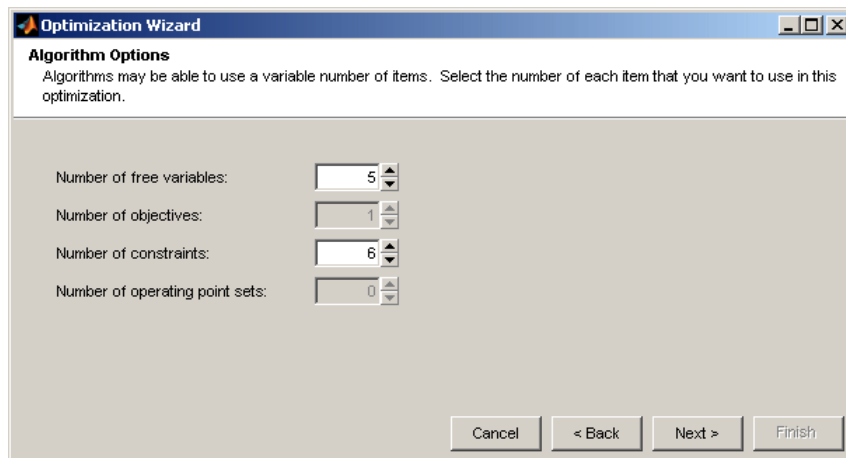 Optimization Wizard
Algorithm Options
Algorithms may be able to use a variable number of items. Select the number of each item that you want to use in this
optimization.
Number of free variables: 5
Number of objectives: 1
Number of constraints: 6
Number of operating point sets: 0
Cancel < Back Next > Finish